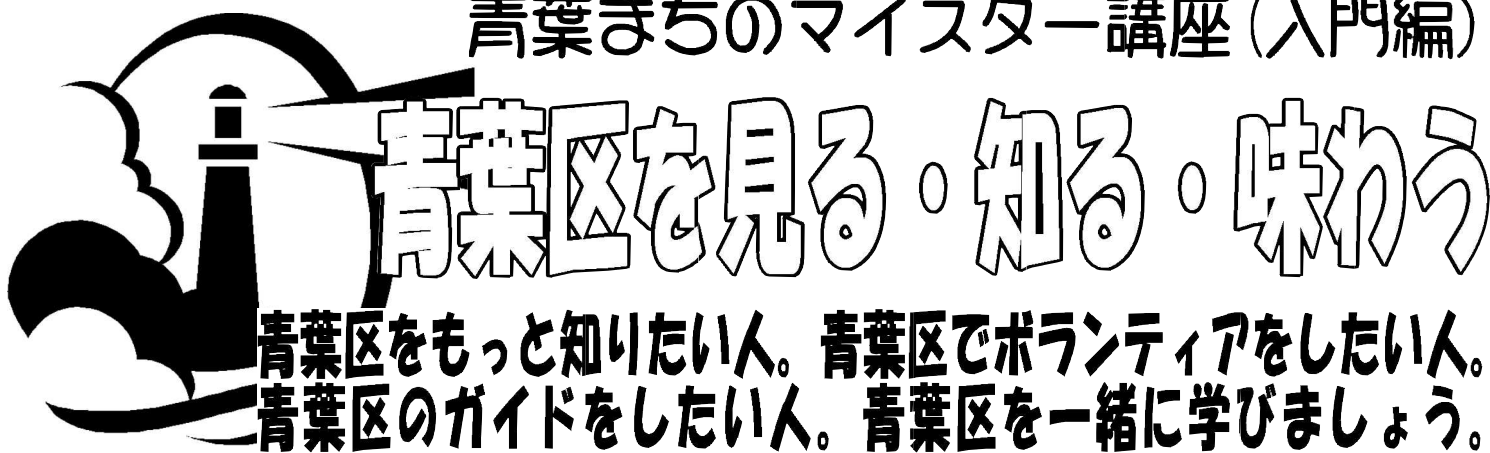 青葉まちのマイスター講座(入門編)
青葉区を見る・知る・味わう
青葉区をもっと知りたい人。青葉区でボランティアをしたい人。
青葉区のガイドをしたい人。青葉区を一緒に学びましょう。